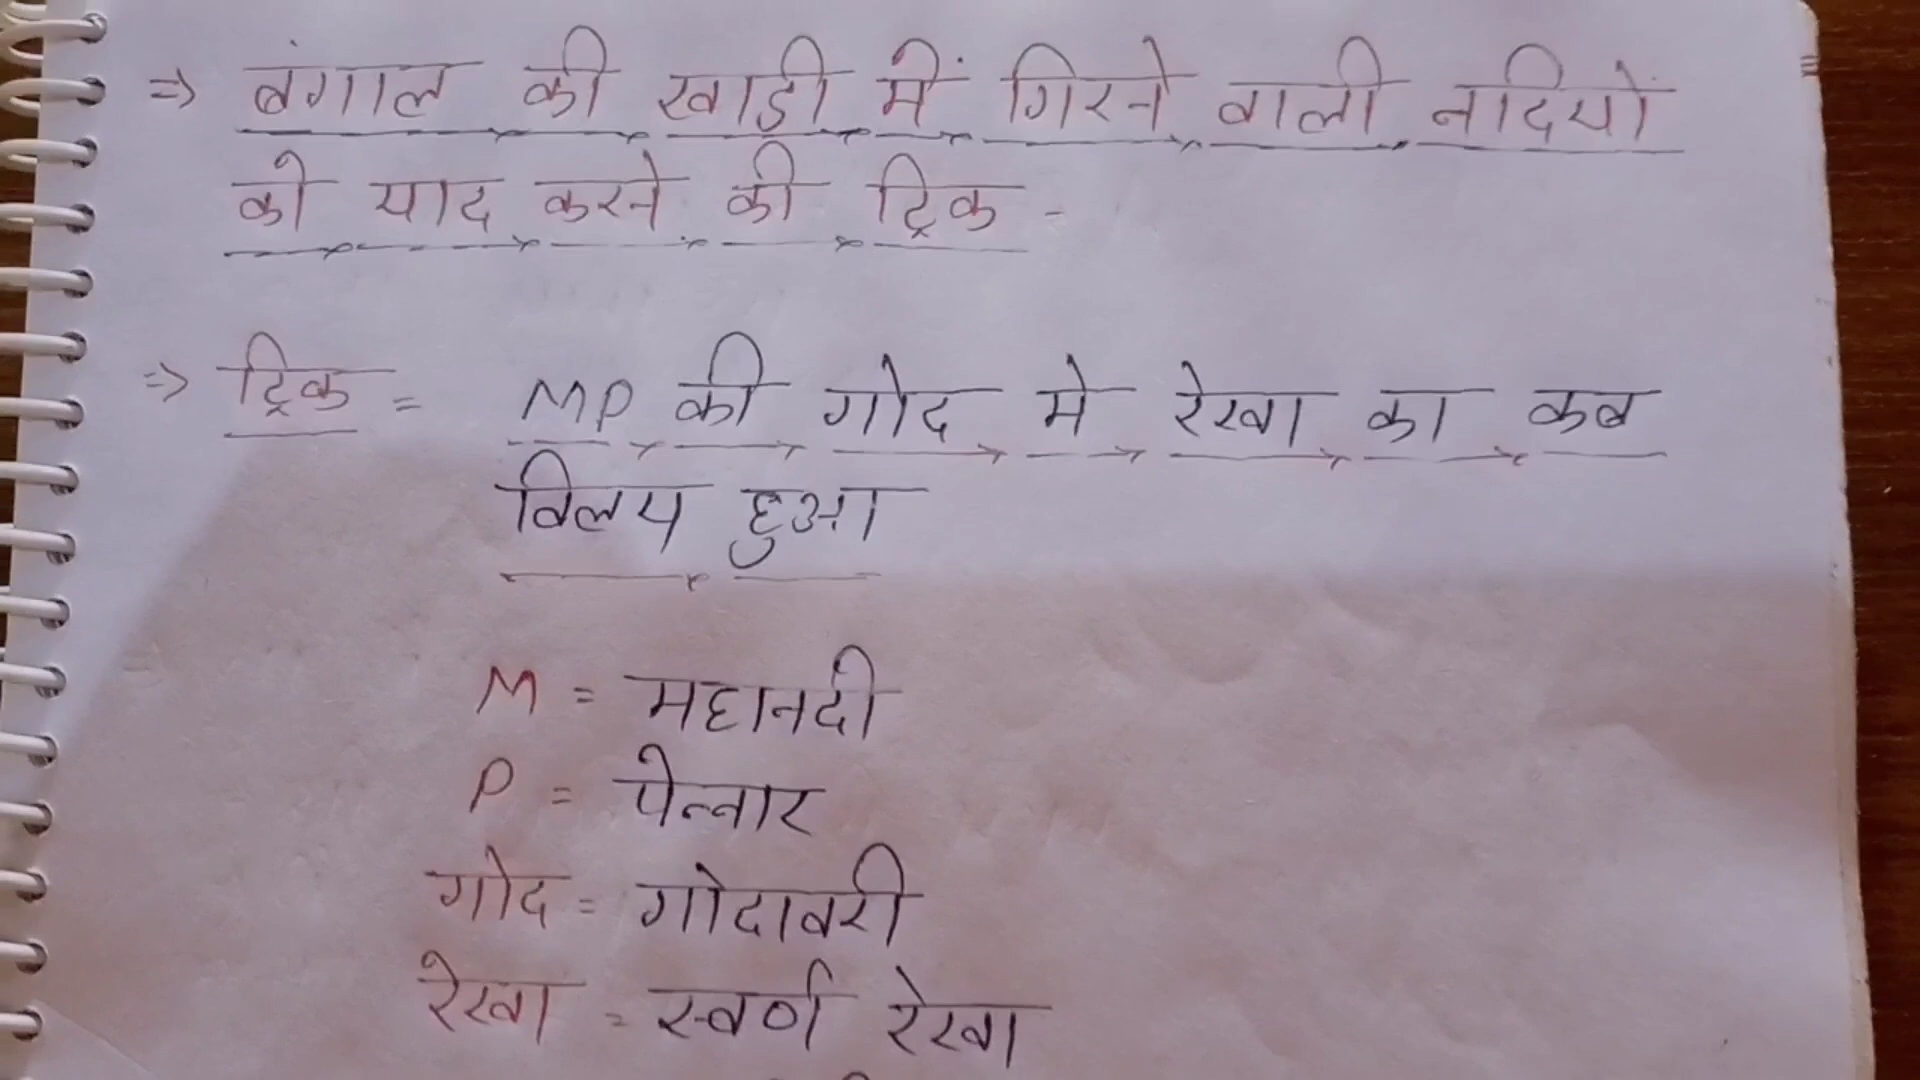 ⇒ बंगाल की खाडी में गिरने वाली नदियों
को याद करने की ट्रिक -
⇒ ट्रिक = MP की गोद मे रेखा का कब
विलय हुआ
M = महानदी
P = पेन्नार
गोद = गोदावरी
रेखा = स्वर्ण रेखा